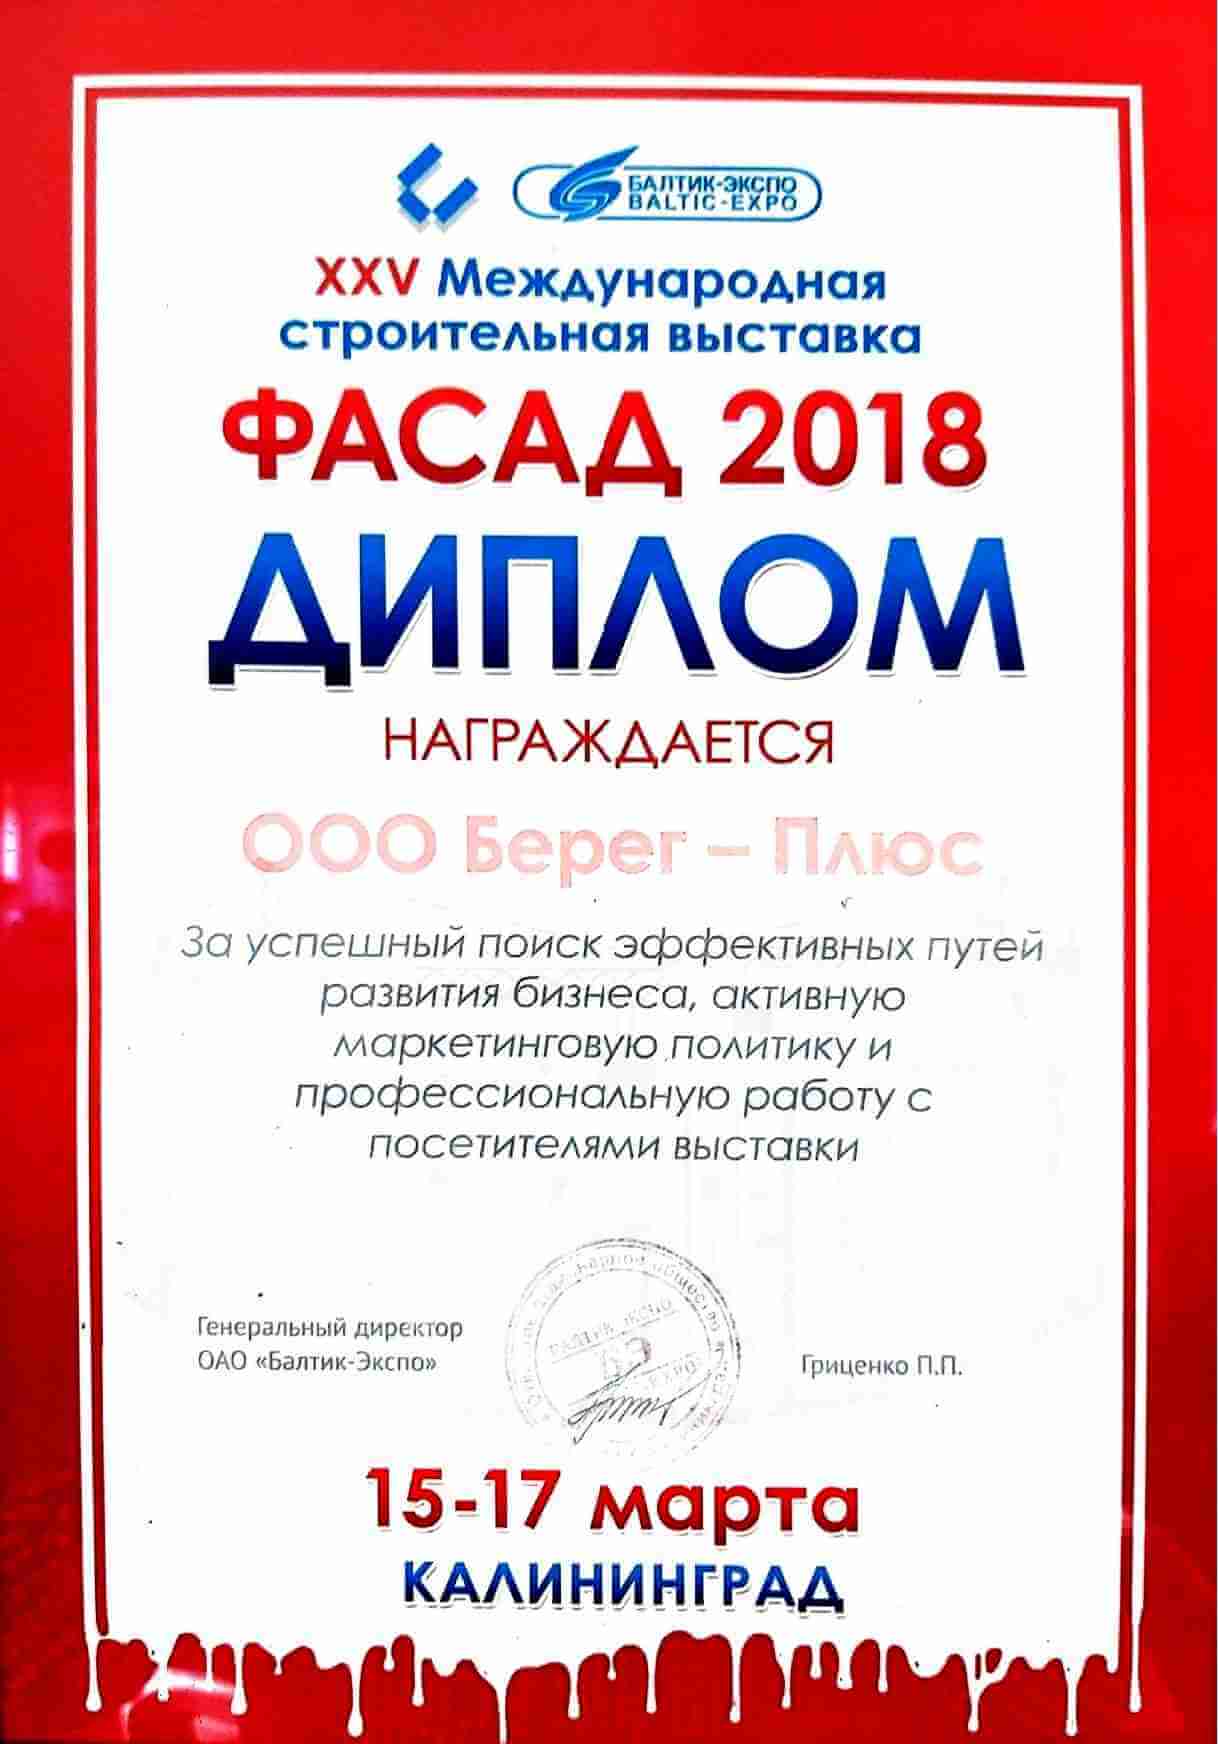 БАЛТИК-ЭКСПО
BALTIC-EXPO
XXV Международная
строительная выставка
ФАСАД 2018
ДИПЛОМ
НАГРАЖДАЕТСЯ
ООО Берег – Плюс
За успешный поиск эффективных путей
развития бизнеса, активную
маркетинговую политику и
профессиональную работу с
посетителями выставки
Генеральный директор
ОАО «Балтик-Экспо»
Гриценко П.П.
15-17 марта
КАЛИНИНГРАД